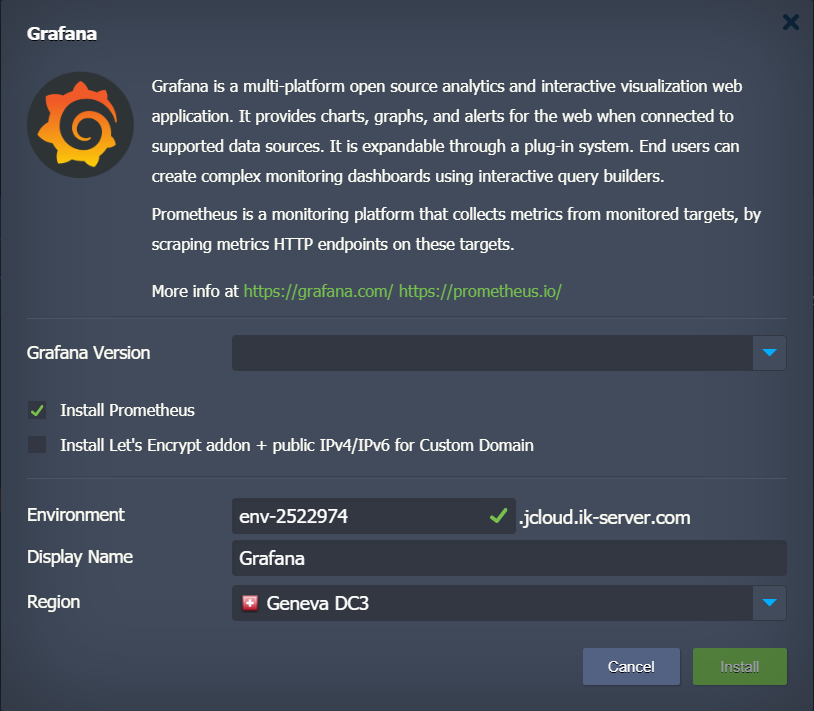 Grafana
Grafana is a multi-platform open source analytics and interactive visualization web
application. It provides charts, graphs, and alerts for the web when connected to
supported data sources. It is expandable through a plug-in system. End users can
create complex monitoring dashboards using interactive query builders.
Prometheus is a monitoring platform that collects metrics from monitored targets, by
scraping metrics HTTP endpoints on these targets.
More info at https://grafana.com/ https://prometheus.io/
Grafana Version
Install Prometheus
Install Let's Encrypt addon + public IPv4/IPv6 for Custom Domain
Environment env-2522974 .jcloud.ik-server.com
Display Name Grafana
Region Geneva DC3
Cancel Install